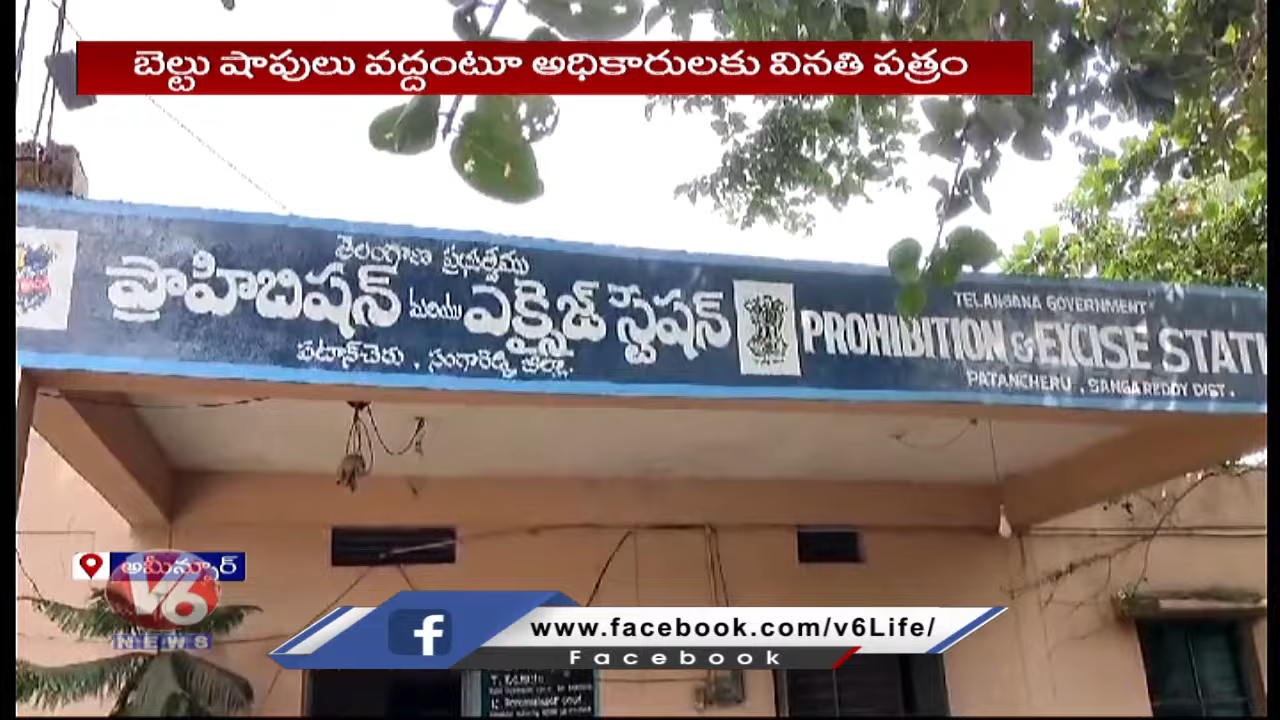 బెల్టు షాపులు వద్దంటూ అధికారులకు వినతి పత్రం
తెలంగాణ ప్రభుత్వము
ప్రొహిబిషన్ మరియు ఎక్సైజ్ స్టేషన్
పటాన్‌చెరు , సంగారెడ్డి జిల్లా.
TELANGANA GOVERNMENT
PROHIBITION & EXCISE STATI
PATANCHERU , SANGAREDDY DIST.
అమీన్పూర్
V6
NEWS
www.facebook.com/v6Life/
Facebook